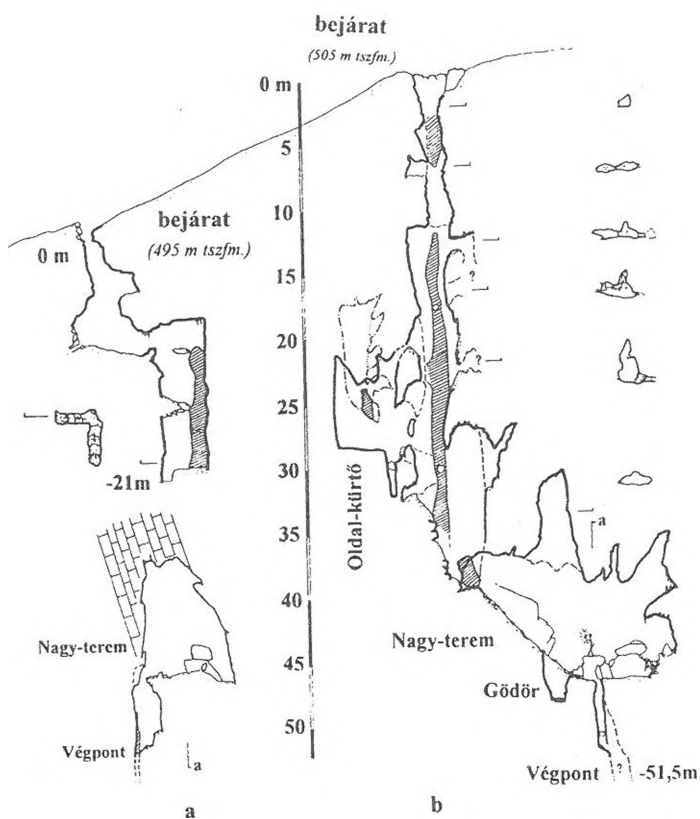 bejárat
(505 m tszfm.)
0 m
5
10
15
20
25
30
35
40
45
50
bejárat
(495 m tszfm.)
0 m
-21m
?
?
Oldal-kürtő
a
Nagy-terem
Gödör
Végpont
?
-51,5m
Nagy-terem
Végpont
a
a
b